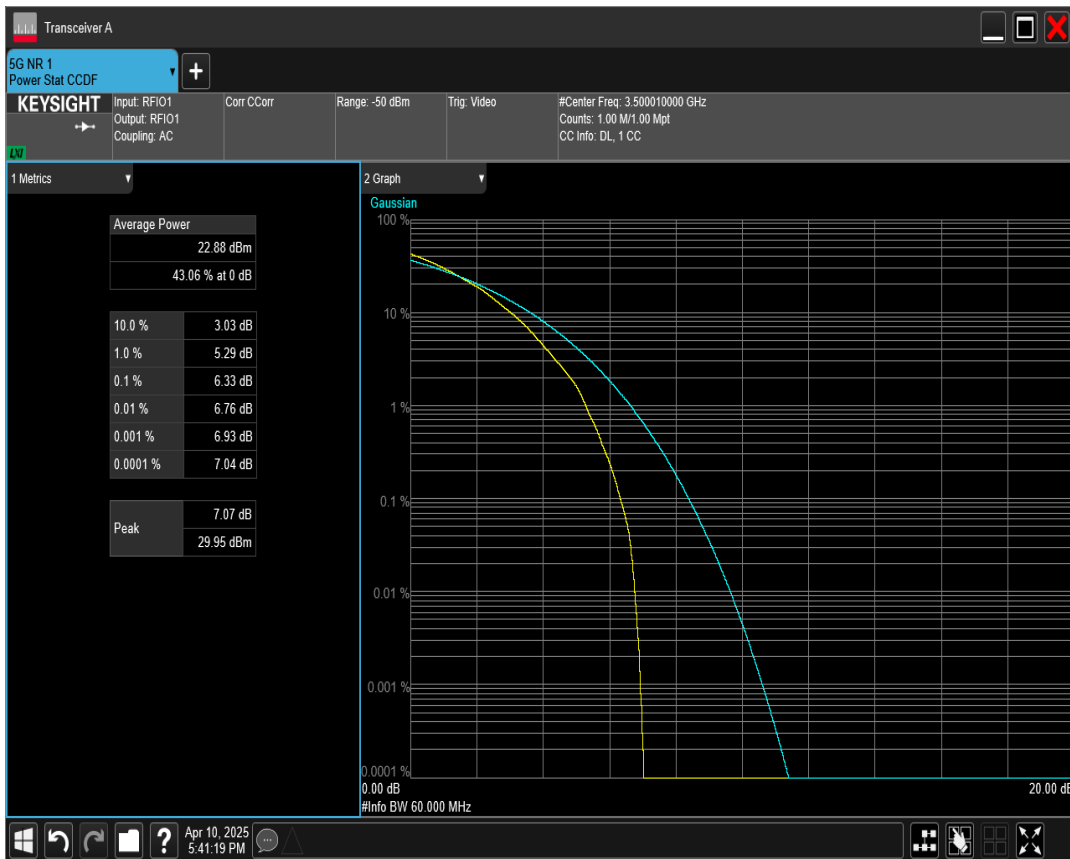 Transceiver A
5G NR 1
Power Stat CCDF
KEYSIGHT
LXI
Input: RFIO1
Output: RFIO1
Coupling: AC
Corr CCorr
Range: -50 dBm
Trig: Video
#Center Freq: 3.500010000 GHz
Counts: 1.00 M/1.00 Mpt
CC Info: DL, 1 CC
1 Metrics
Average Power
22.88 dBm
43.06 % at 0 dB
10.0 % 3.03 dB
1.0 % 5.29 dB
0.1 % 6.33 dB
0.01 % 6.76 dB
0.001 % 6.93 dB
0.0001 % 7.04 dB
Peak
7.07 dB
29.95 dBm
2 Graph
Gaussian
100 %
10 %
1 %
0.1 %
0.01 %
0.001 %
0.0001 %
0.00 dB
20.00 dB
#Info BW 60.000 MHz
Apr 10, 2025
5:41:19 PM